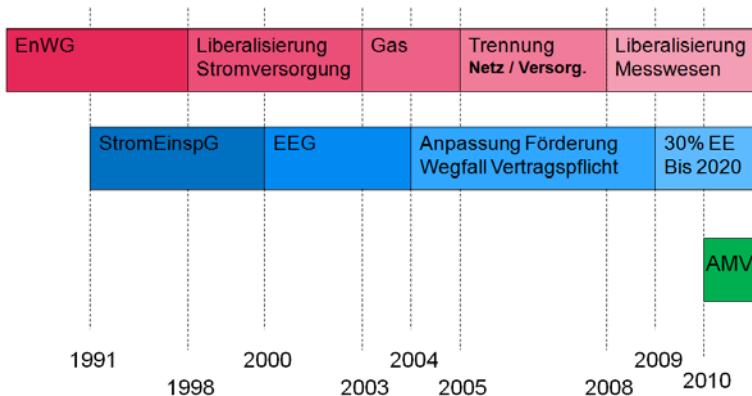 EnWG
Liberalisierung
Stromversorgung
Gas
Trennung
Netz / Versorg.
Liberalisierung
Messwesen
StromEinspG
EEG
Anpassung Förderung
Wegfall Vertragspflicht
30% EE
Bis 2020
AMV
1991
2000
2004
2009
1998
2003
2005
2008
2010